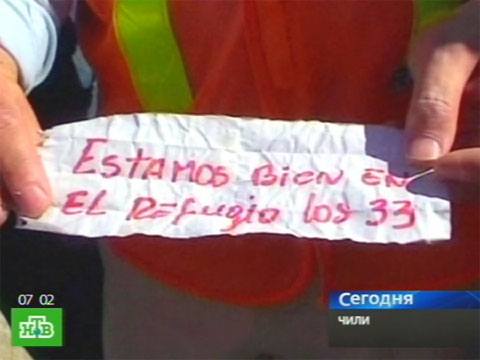 ESTAMOS BIEN EN
EL REFUGIO los 33
07 02
НТВ
Сегодня
ЧИЛИ